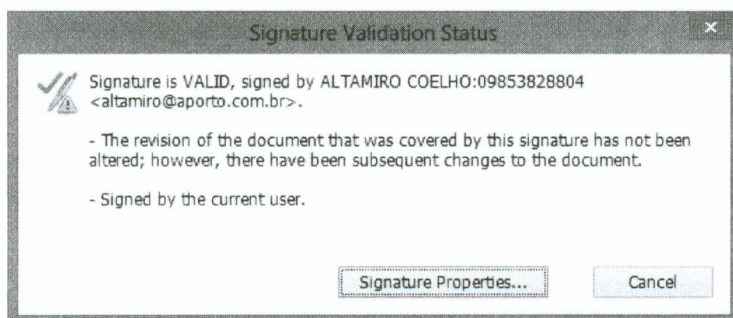 Signature Validation Status
Signature is VALID, signed by ALTAMIRO COELHO:09853828804
<altamiro@aporto.com.br>.
- The revision of the document that was covered by this signature has not been
altered; however, there have been subsequent changes to the document.
- Signed by the current user.
Signature Properties...
Cancel